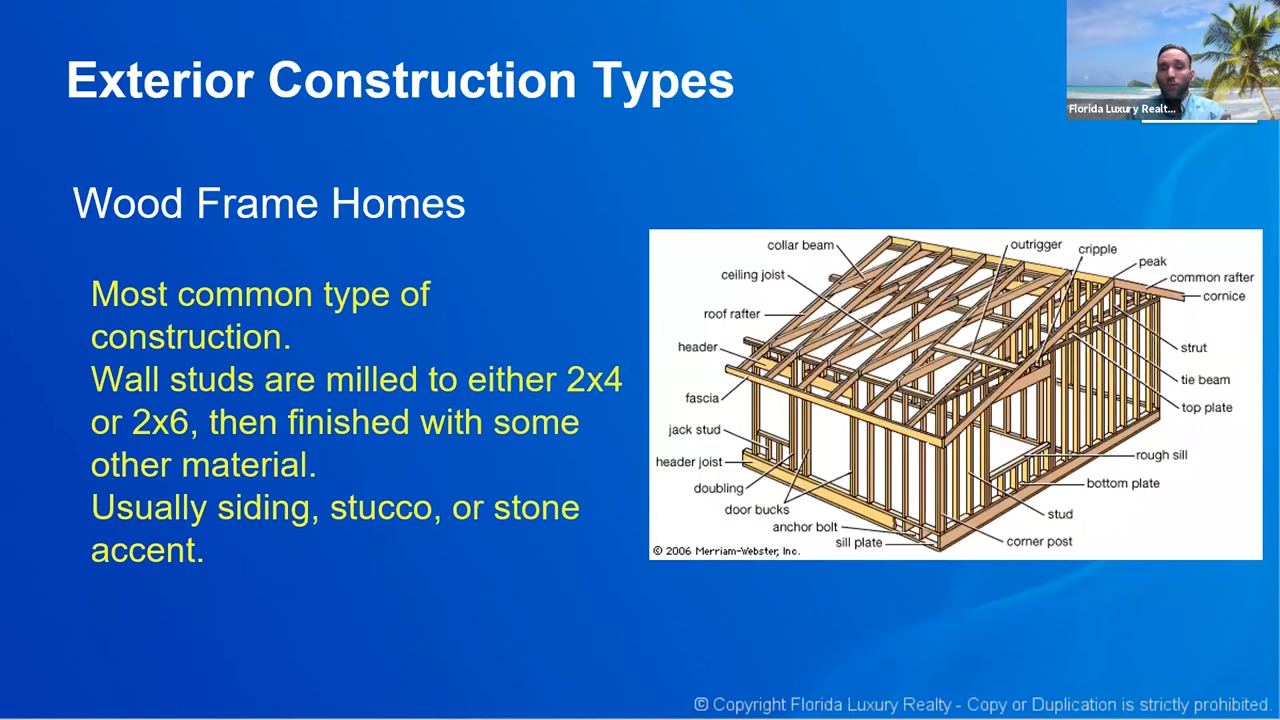 Exterior Construction Types
Florida Luxury Realt...
Wood Frame Homes
Most common type of
construction.
Wall studs are milled to either 2x4
or 2x6, then finished with some
other material.
Usually siding, stucco, or stone
accent.
collar beam
outrigger
cripple
peak
ceiling joist
common rafter
cornice
roof rafter
header
strut
tie beam
fascia
top plate
jack stud
header joist
rough sill
doubling
bottom plate
door bucks
stud
anchor bolt
sill plate
corner post
© 2006 Merriam-Webster, Inc.
© Copyright Florida Luxury Realty - Copy or Duplication is strictly prohibited.